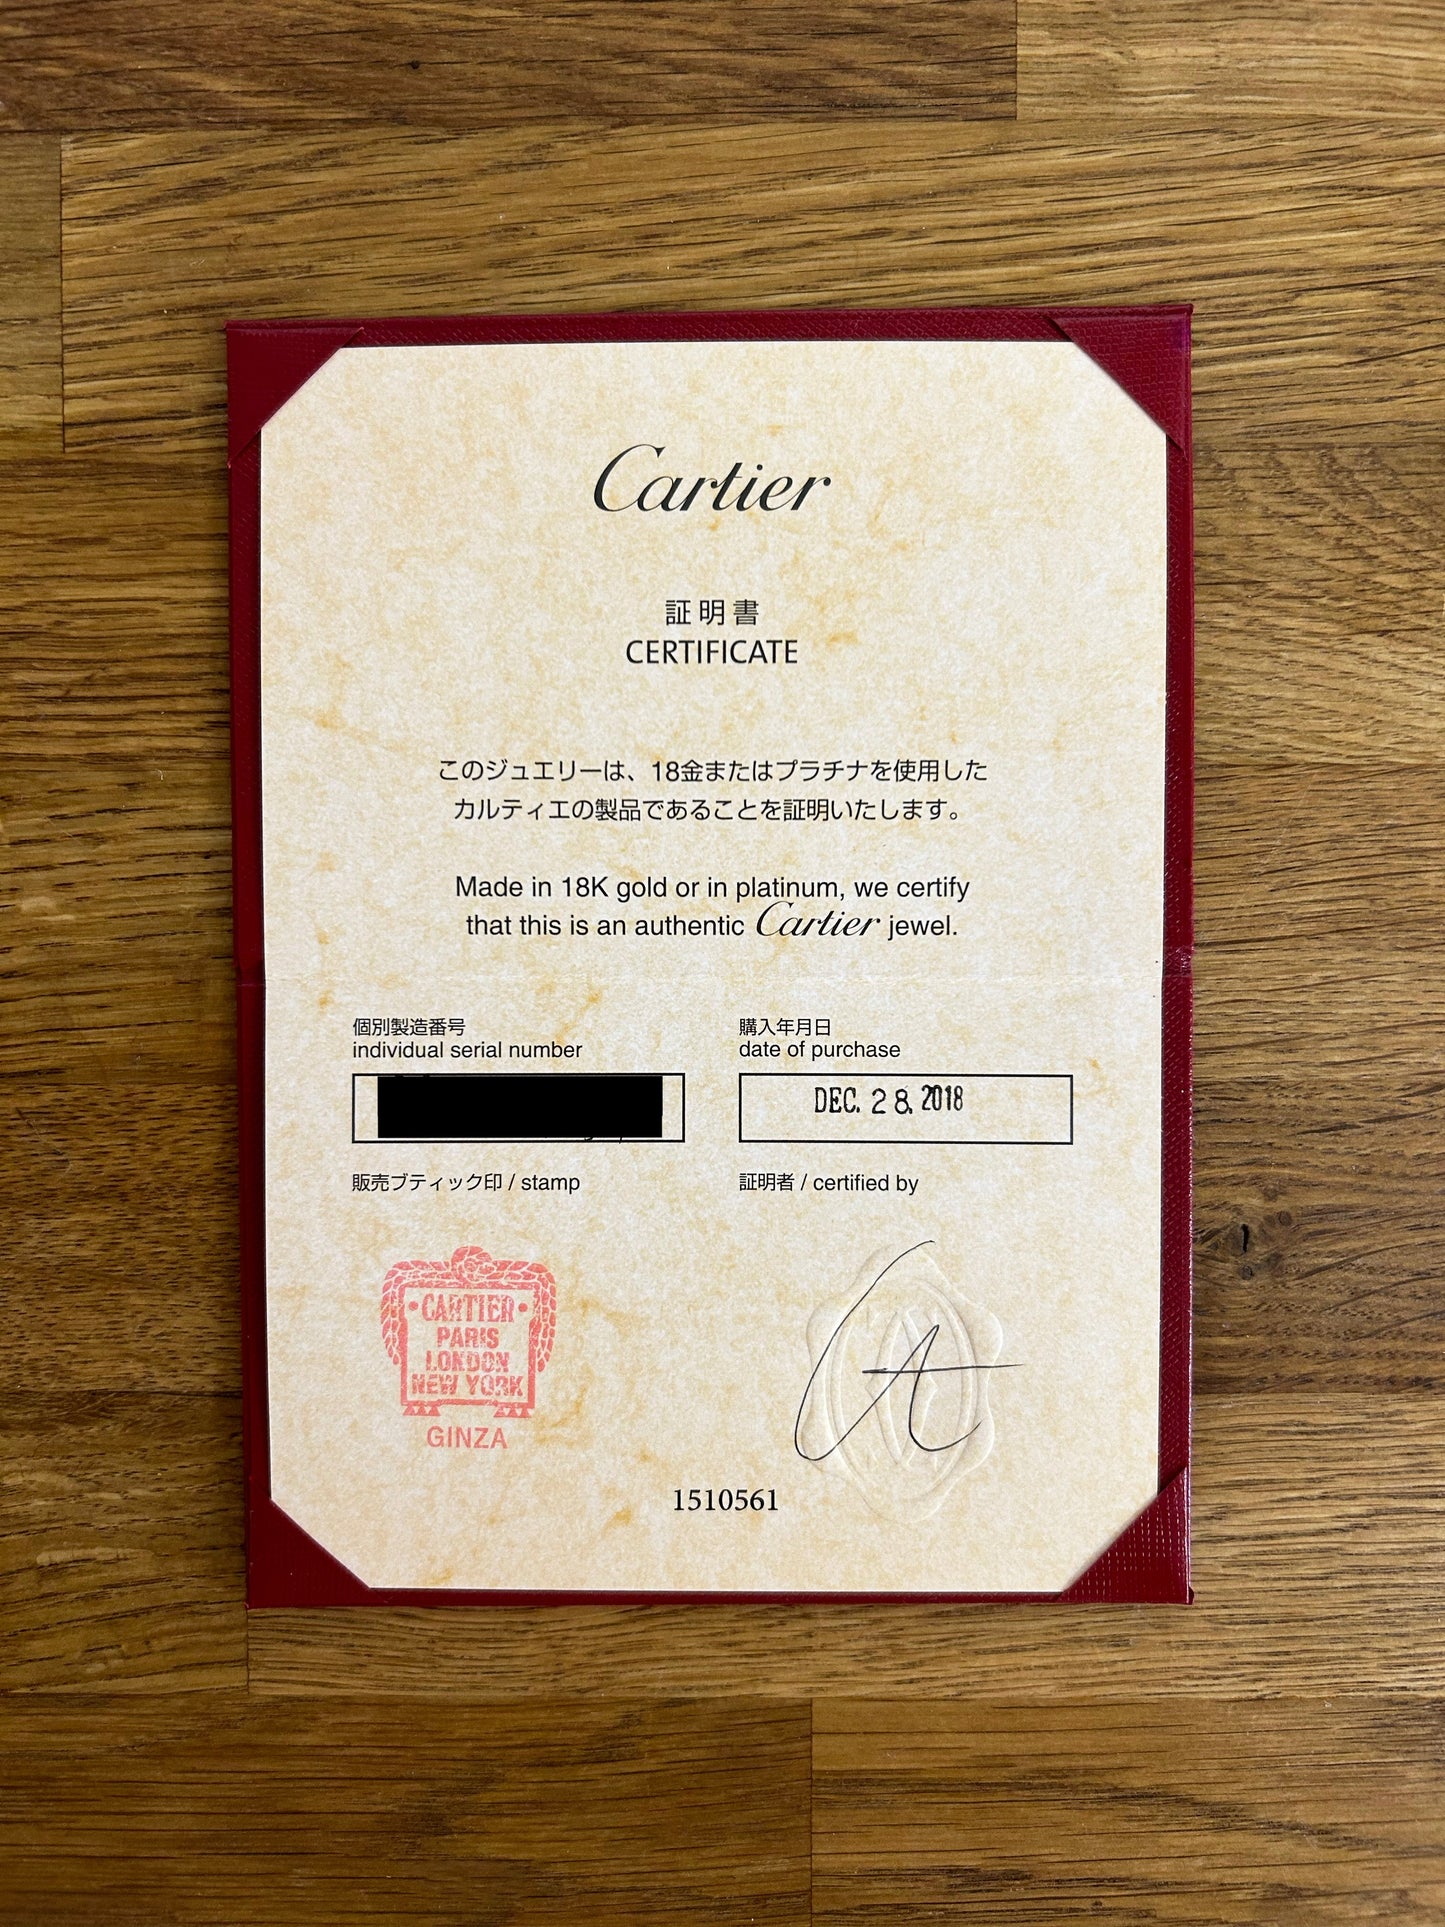 Cartier
証明書
CERTIFICATE
このジュエリーは、18金またはプラチナを使用した
カルティエの製品であることを証明いたします。
Made in 18K gold or in platinum, we certify
that this is an authentic Cartier jewel.
個別製造番号
individual serial number
購入年月日
date of purchase
DEC. 28. 2018
販売ブティック印 / stamp
証明者 / certified by
CARTIER
PARIS
LONDON
NEW YORK
GINZA
1510561